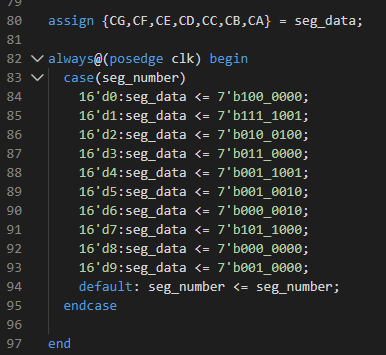 79
80 assign {CG,CF,CE,CD,CC,CB,CA} = seg_data;
81
82 always@(posedge clk) begin
83 case(seg_number)
84 16'd0:seg_data <= 7'b100_0000;
85 16'd1:seg_data <= 7'b111_1001;
86 16'd2:seg_data <= 7'b010_0100;
87 16'd3:seg_data <= 7'b011_0000;
88 16'd4:seg_data <= 7'b001_1001;
89 16'd5:seg_data <= 7'b001_0010;
90 16'd6:seg_data <= 7'b000_0010;
91 16'd7:seg_data <= 7'b101_1000;
92 16'd8:seg_data <= 7'b000_0000;
93 16'd9:seg_data <= 7'b001_0000;
94 default: seg_number <= seg_number;
95 endcase
96
97 end